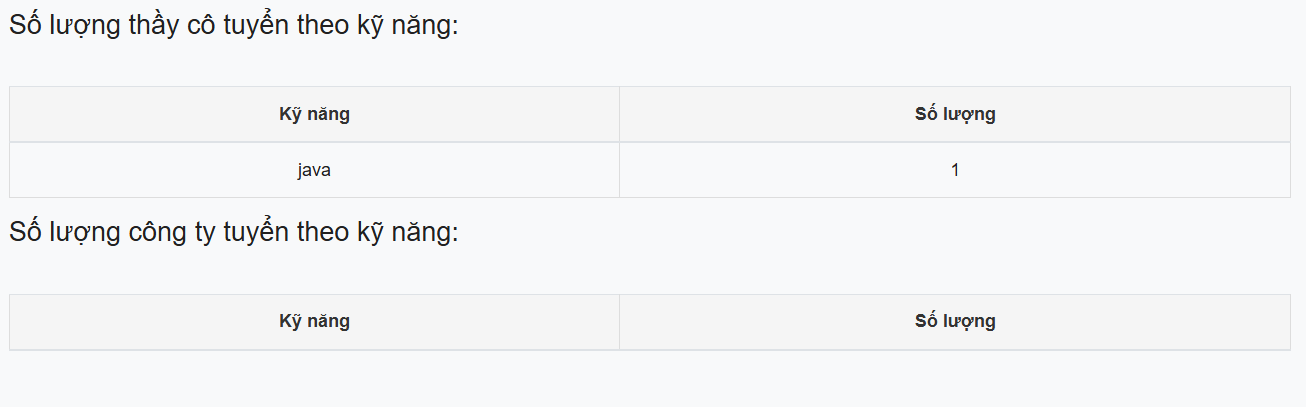 Số lượng thầy cô tuyển theo kỹ năng:
Kỹ năng Số lượng
java 1
Số lượng công ty tuyển theo kỹ năng:
Kỹ năng Số lượng